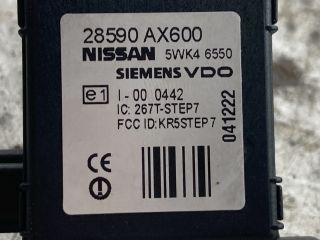 28590 AX600
NISSAN 5WK4 6550
SIEMENS VDO
e1 I-00 0442
IC: 267T-STEP7
FCC ID: KR5STEP7
041222
CE